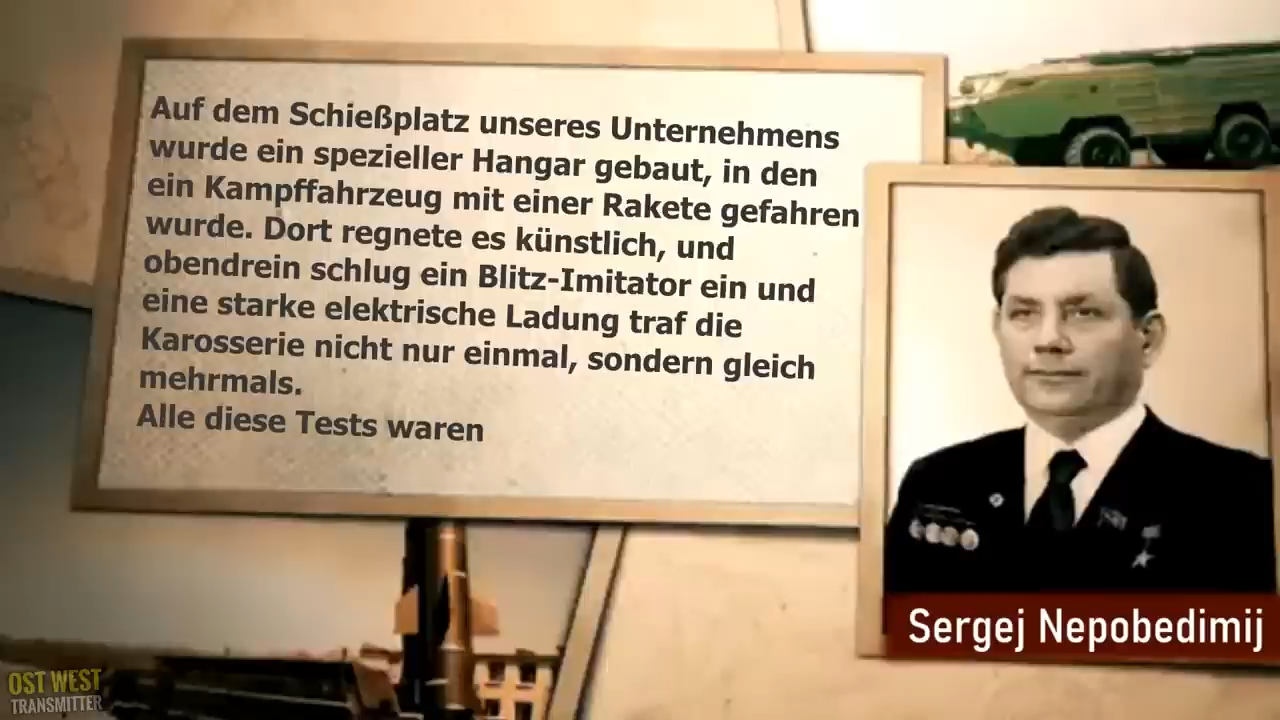 Auf dem Schießplatz unseres Unternehmens
wurde ein spezieller Hangar gebaut, in den
ein Kampffahrzeug mit einer Rakete gefahren
wurde. Dort regnete es künstlich, und
obendrein schlug ein Blitz-Imitator ein und
eine starke elektrische Ladung traf die
Karosserie nicht nur einmal, sondern gleich
mehrmals.
Alle diese Tests waren
Sergej Nepobedimij
OST WEST
TRANSMITTER